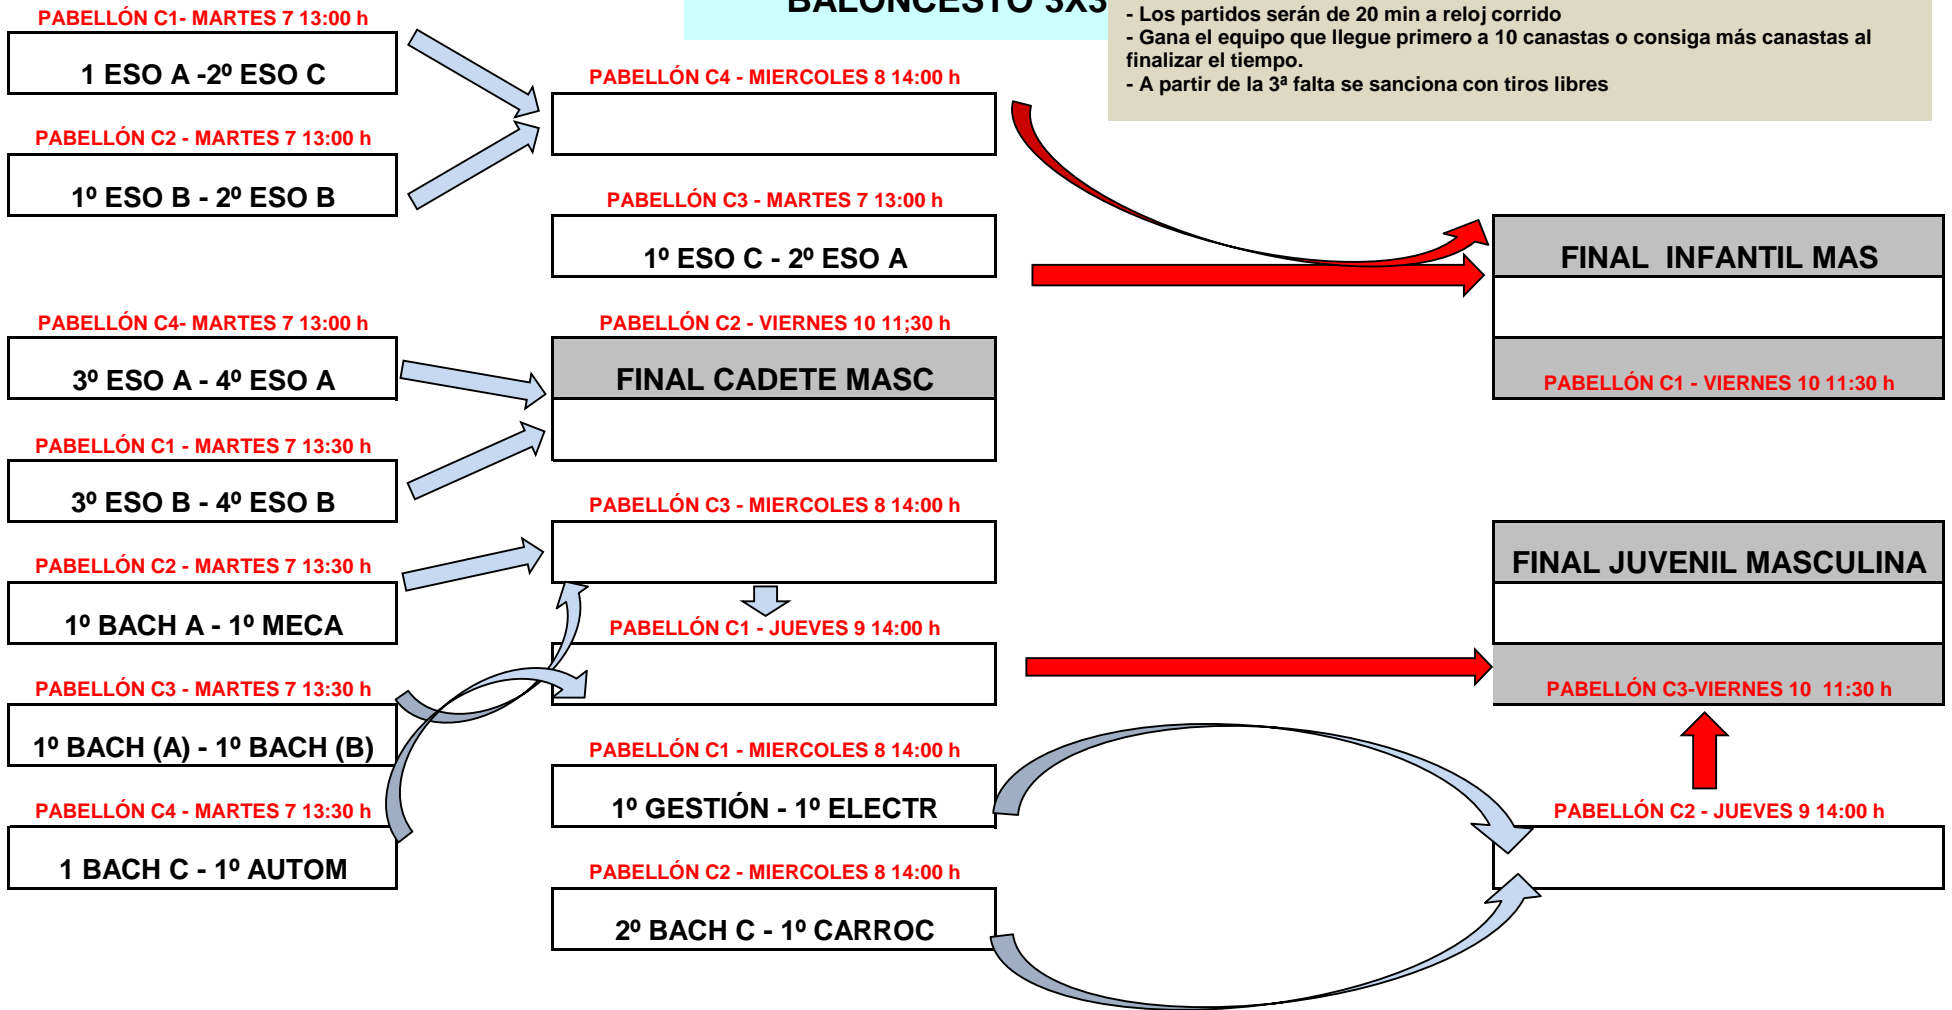 BALONCESTO 3X3
- Los partidos serán de 20 min a reloj corrido
- Gana el equipo que llegue primero a 10 canastas o consiga más canastas al
finalizar el tiempo.
- A partir de la 3ª falta se sanciona con tiros libres
PABELLÓN C1- MARTES 7 13:00 h
1 ESO A -2º ESO C
PABELLÓN C2 - MARTES 7 13:00 h
1º ESO B - 2º ESO B
PABELLÓN C4- MARTES 7 13:00 h
3º ESO A - 4º ESO A
PABELLÓN C1 - MARTES 7 13:30 h
3º ESO B - 4º ESO B
PABELLÓN C2 - MARTES 7 13:30 h
1º BACH A - 1º MECA
PABELLÓN C3 - MARTES 7 13:30 h
1º BACH (A) - 1º BACH (B)
PABELLÓN C4 - MARTES 7 13:30 h
1 BACH C - 1º AUTOM
PABELLÓN C4 - MIERCOLES 8 14:00 h
PABELLÓN C3 - MARTES 7 13:00 h
1º ESO C - 2º ESO A
PABELLÓN C2 - VIERNES 10 11;30 h
FINAL CADETE MASC
PABELLÓN C3 - MIERCOLES 8 14:00 h
PABELLÓN C1 - JUEVES 9 14:00 h
PABELLÓN C1 - MIERCOLES 8 14:00 h
1º GESTIÓN - 1º ELECTR
PABELLÓN C2 - MIERCOLES 8 14:00 h
2º BACH C - 1º CARROC
FINAL INFANTIL MAS
PABELLÓN C1 - VIERNES 10 11:30 h
FINAL JUVENIL MASCULINA
PABELLÓN C3-VIERNES 10 11:30 h
PABELLÓN C2 - JUEVES 9 14:00 h